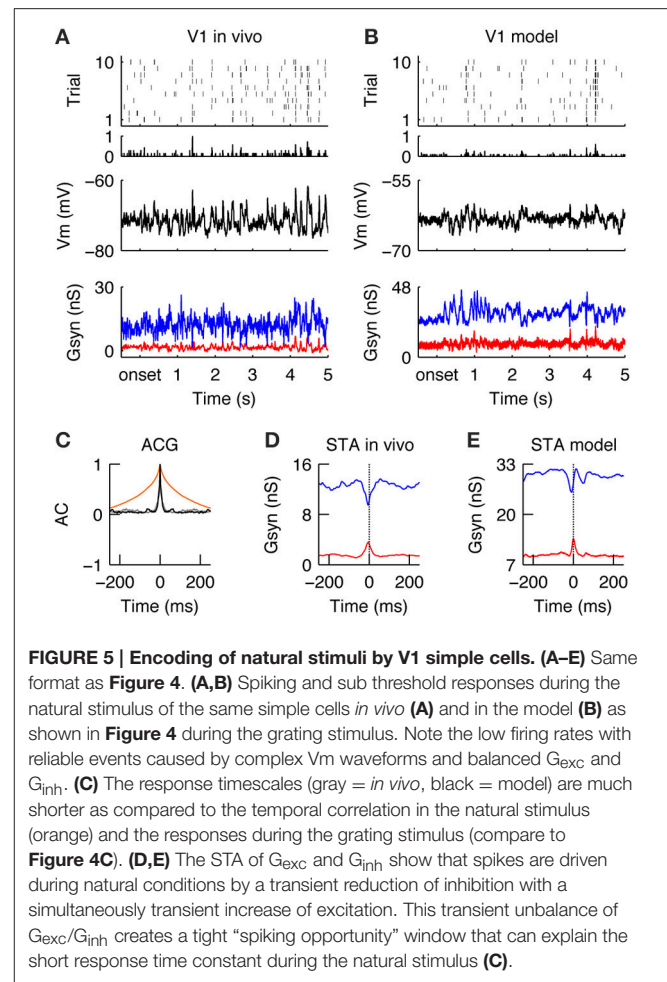 A
V1 in vivo
B
V1 model
10
Trial
1
10
1
1
0
1
0
−60
Vm (mV)
−80
−55
−70
30
Gsyn (nS)
0
48
0
onset 1 2 3 4 5
Time (s)
onset 1 2 3 4 5
Time (s)
C
ACG
D
STA in vivo
E
STA model
1
AC
0
−1
−200 0 200
Time (ms)
16
Gsyn (nS)
8
0
−200 0 200
Time (ms)
33
Gsyn (nS)
20
7
−200 0 200
Time (ms)
FIGURE 5 | Encoding of natural stimuli by V1 simple cells. (A–E) Same
format as Figure 4. (A,B) Spiking and sub threshold responses during the
natural stimulus of the same simple cells in vivo (A) and in the model (B) as
shown in Figure 4 during the grating stimulus. Note the low firing rates with
reliable events caused by complex Vm waveforms and balanced Gexc and
Ginh. (C) The response timescales (gray = in vivo, black = model) are much
shorter as compared to the temporal correlation in the natural stimulus
(orange) and the responses during the grating stimulus (compare to
Figure 4C). (D,E) The STA of Gexc and Ginh show that spikes are driven
during natural conditions by a transient reduction of inhibition with a
simultaneously transient increase of excitation. This transient unbalance of
Gexc/Ginh creates a tight “spiking opportunity” window that can explain the
short response time constant during the natural stimulus (C).